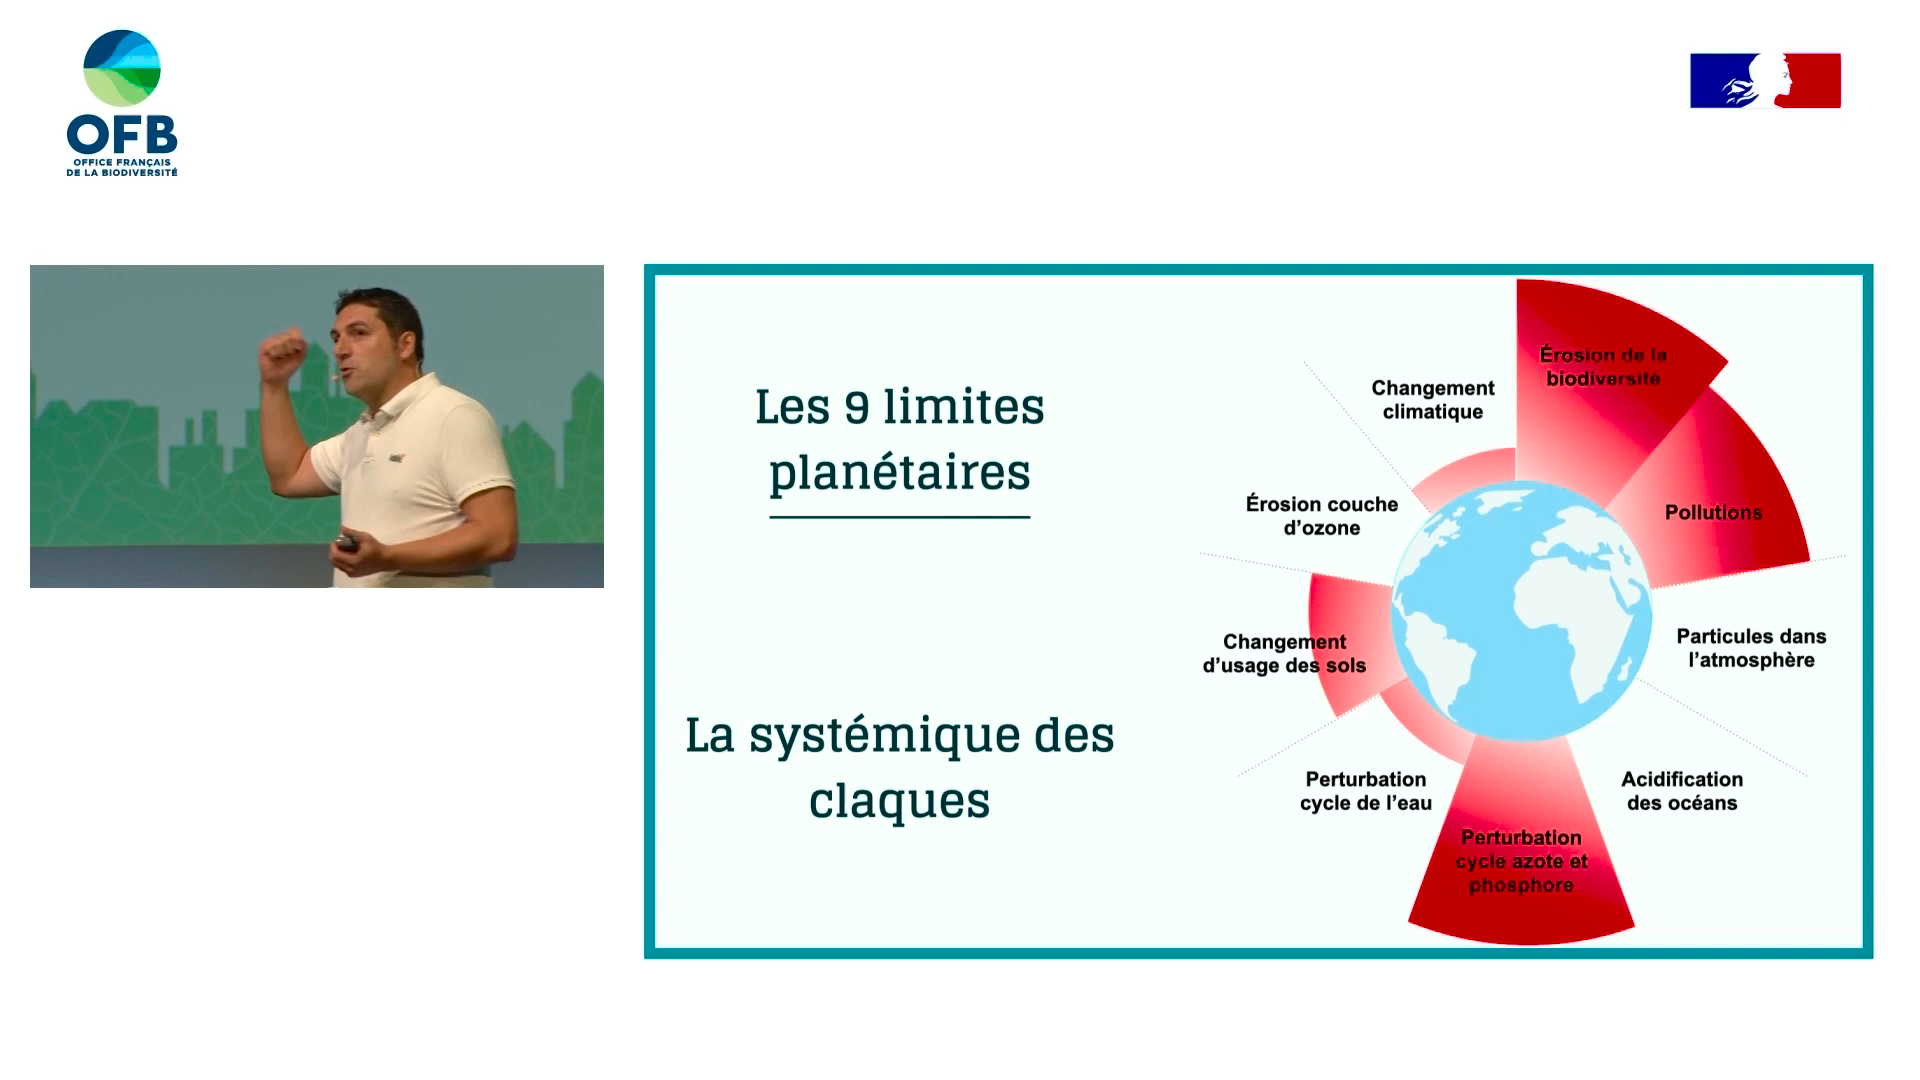 OFB
OFFICE FRANÇAIS
DE LA BIODIVERSITÉ
Les 9 limites
planétaires
La systémique des
claques
Érosion de la
biodiversité
Changement
climatique
Pollutions
Érosion couche
d’ozone
Particules dans
l’atmosphère
Changement
d’usage des sols
Perturbation
cycle de l’eau
Acidification
des océans
Perturbation
cycle azote et
phosphore